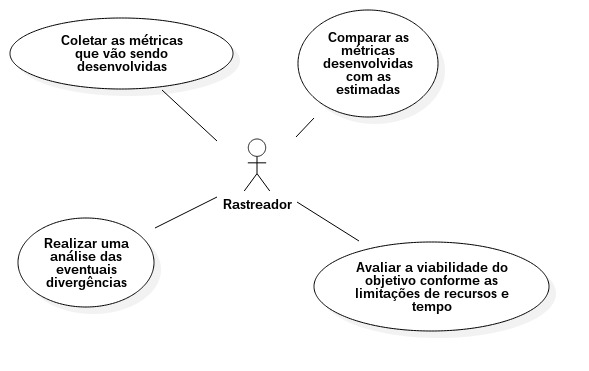 Coletar as métricas
que vão sendo
desenvolvidas
Comparar as
métricas
desenvolvidas
com as
estimadas
Rastreador
Realizar uma
análise das
eventuais
divergências
Avaliar a viabilidade do
objetivo conforme as
limitações de recursos e
tempo